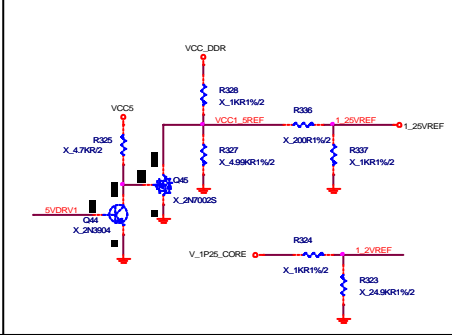 VCC_DDR
R328
X_1KR1%/2
VCC5
VCC1_5REF
R336
1_25VREF
1_25VREF
R325
X_4.7KR/2
X_200R1%/2
R327
X_4.99KR1%/2
R337
X_1KR1%/2
Q45
X_2N7002S
5VDRV1
Q44
X_2N3904
R324
V_1P25_CORE
1_2VREF
X_1KR1%/2
R323
X_24.9KR1%/2